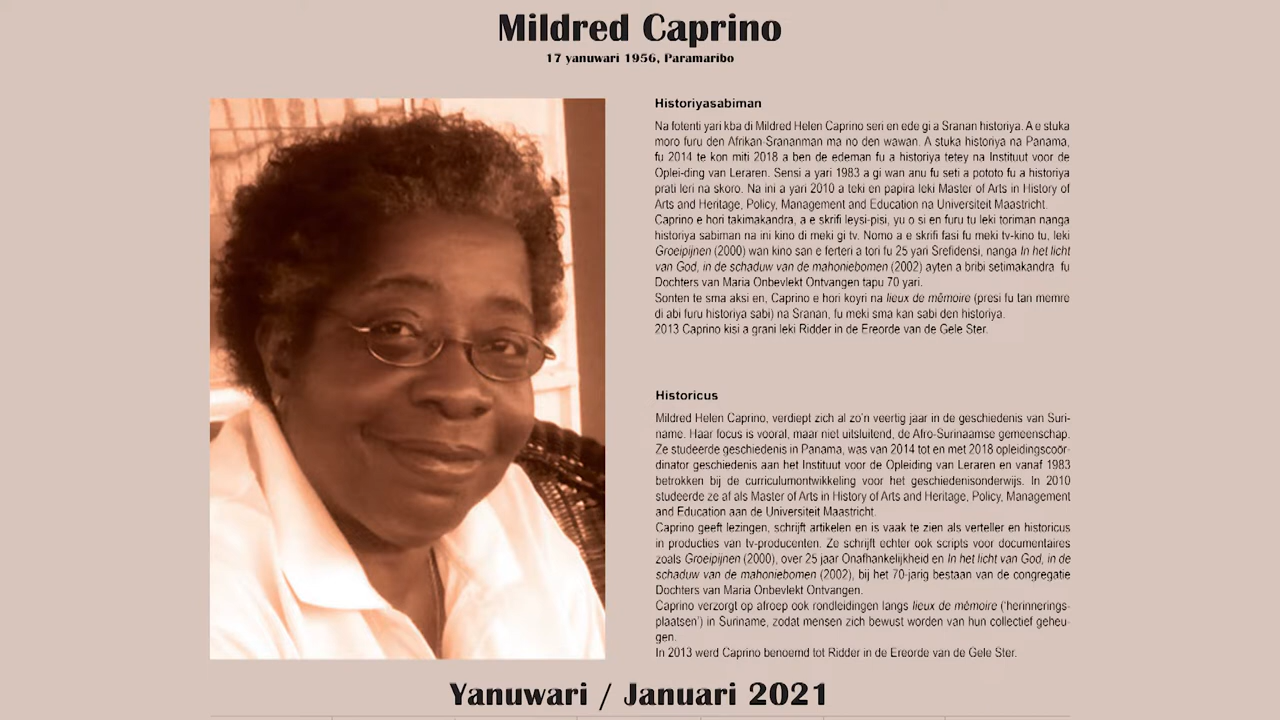 Mildred Caprino
17 yanuwari 1956, Paramaribo
Historiyasabiman
Na fotenti yari kba di Mildred Helen Caprino seri en ede gi a Sranan historiya. A e stuka
moro furu den Afrikan-Srananman ma no den wawan. A stuka historiya na Panama,
fu 2014 te kon miti 2018 a ben de edeman fu a historiya tetey na Instituut voor de
Oplei-ding van Leraren. Sensi a yari 1983 a gi wan anu fu seti a pototo fu a historiya
prati leri na skoro. Na ini a yari 2010 a teki en papira leki Master of Arts in History of
Arts and Heritage, Policy, Management and Education na Universiteit Maastricht.
Caprino e hori takimakandra, a e skrifi leysi-pisi, yu o si en furu tu leki toriman nanga
historiya sabiman na ini kino di meki gi tv. Nomo a e skrifi fasi fu meki tv-kino tu, leki
Groeipijnen (2000) wan kino san e ferteri a tori fu 25 yari Srefidensi, nanga In het licht
van God, in de schaduw van de mahoniebomen (2002) ayten a bribi setimakandra fu
Dochters van Maria Onbevlekt Ontvangen tapu 70 yari.
Sonten te sma aksi en, Caprino e hori koyri na lieux de mêmoire (presi fu tan memre
di abi furu historiya sabi) na Sranan, fu meki sma kan sabi den historiya.
2013 Caprino kisi a grani leki Ridder in de Ereorde van de Gele Ster.
Historicus
Mildred Helen Caprino, verdiept zich al zo'n veertig jaar in de geschiedenis van Suri-
name. Haar focus is vooral, maar niet uitsluitend, de Afro-Surinaamse gemeenschap.
Ze studeerde geschiedenis in Panama, was van 2014 tot en met 2018 opleidingscoör-
dinator geschiedenis aan het Instituut voor de Opleiding van Leraren en vanaf 1983
betrokken bij de curriculumontwikkeling voor het geschiedenisonderwijs. In 2010
studeerde ze af als Master of Arts in History of Arts and Heritage, Policy, Management
and Education aan de Universiteit Maastricht.
Caprino geeft lezingen, schrijft artikelen en is vaak te zien als verteller en historicus
in producties van tv-producenten. Ze schrijft echter ook scripts voor documentaires
zoals Groeipijnen (2000), over 25 jaar Onafhankelijkheid en In het licht van God, in de
schaduw van de mahoniebomen (2002), bij het 70-jarig bestaan van de congregatie
Dochters van Maria Onbevlekt Ontvangen.
Caprino verzorgt op afroep ook rondleidingen langs lieux de mêmoire ('herinnerings-
plaatsen') in Suriname, zodat mensen zich bewust worden van hun collectief geheu-
gen.
In 2013 werd Caprino benoemd tot Ridder in de Ereorde van de Gele Ster.
Yanuwari / Januari 2021